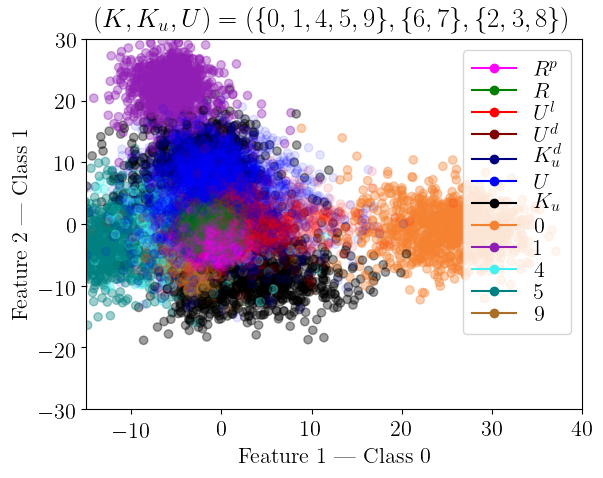 (K, K_u, U) = ({0, 1, 4, 5, 9}, {6, 7}, {2, 3, 8})
30
20
10
0
−10
−20
−30
Feature 2 — Class 1
R^p
R
U^l
U^d
K_u^d
U
K_u
0
1
4
5
9
−10
0
10
20
30
40
Feature 1 — Class 0